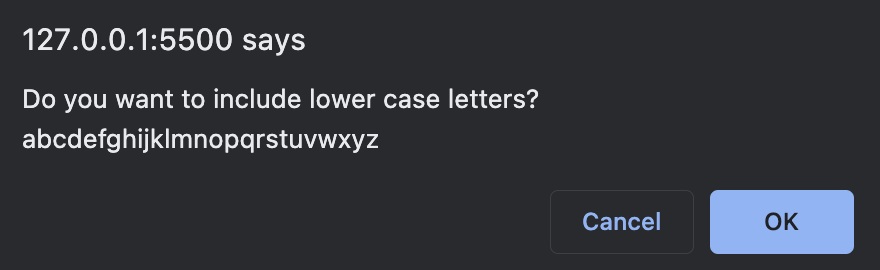 127.0.0.1:5500 says
Do you want to include lower case letters?
abcdefghijklmnopqrstuvwxyz
Cancel
OK